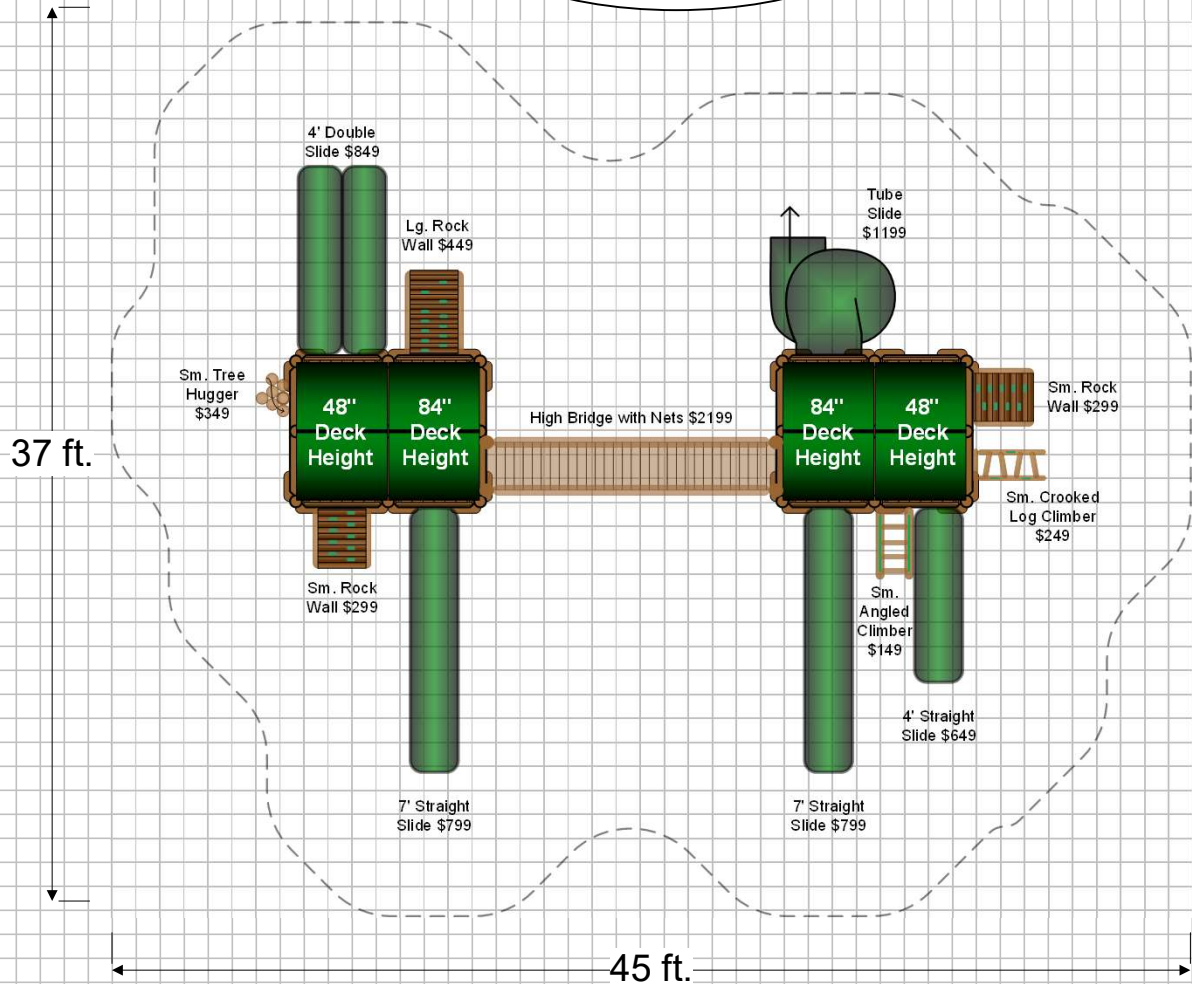 4' Double
Slide $849
Lg. Rock
Wall $449
Tube
Slide
$1199
Sm. Tree
Hugger
$349
48"
Deck
Height
84"
Deck
Height
High Bridge with Nets $2199
84"
Deck
Height
48"
Deck
Height
Sm. Rock
Wall $299
37 ft.
Sm. Crooked
Log Climber
$249
Sm. Rock
Wall $299
Sm.
Angled
Climber
$149
4' Straight
Slide $649
7' Straight
Slide $799
7' Straight
Slide $799
45 ft.